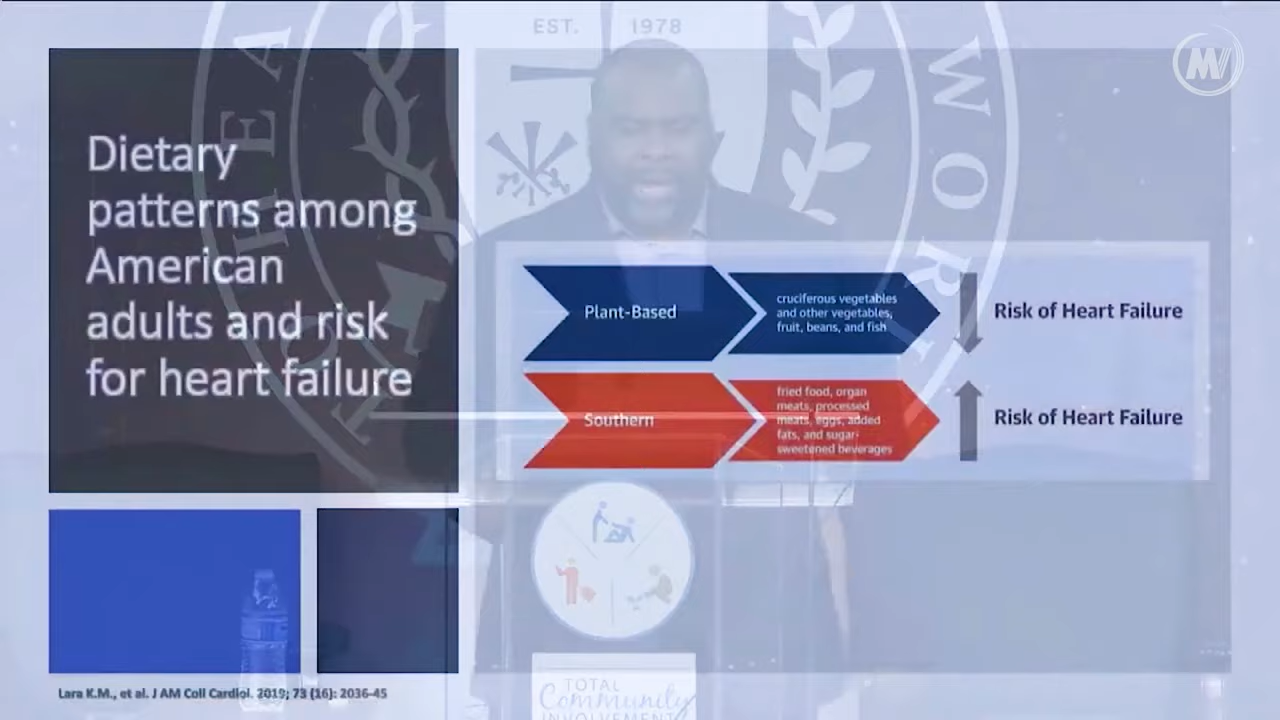 EST. 1978
WORK
Dietary
patterns among
American
adults and risk
for heart failure
Plant-Based
cruciferous vegetables
and other vegetables,
fruit, beans, and fish
Risk of Heart Failure
Southern
fried food, organ
meats, processed
meats, eggs, added
fats, and sugar-
sweetened beverages
Risk of Heart Failure
Lara K.M., et al. J AM Coll Cardiol. 2019; 73 (16): 2036-45
TOTAL
Community
INVOLVEMENT